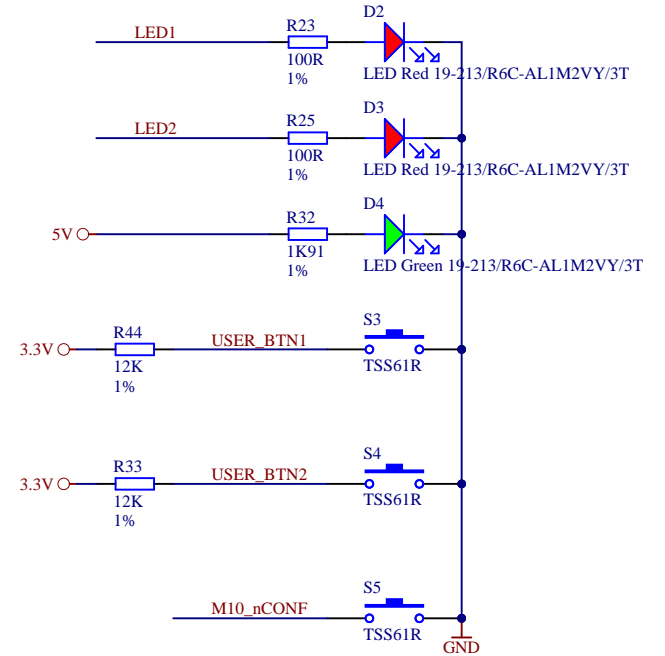 D2
LED1
R23
100R
1%
LED Red 19-213/R6C-AL1M2VY/3T
D3
LED2
R25
100R
1%
LED Red 19-213/R6C-AL1M2VY/3T
D4
5V
R32
1K91
1%
LED Green 19-213/R6C-AL1M2VY/3T
S3
3.3V
R44
12K
1%
USER_BTN1
TSS61R
S4
3.3V
R33
12K
1%
USER_BTN2
TSS61R
S5
M10_nCONF
TSS61R
GND